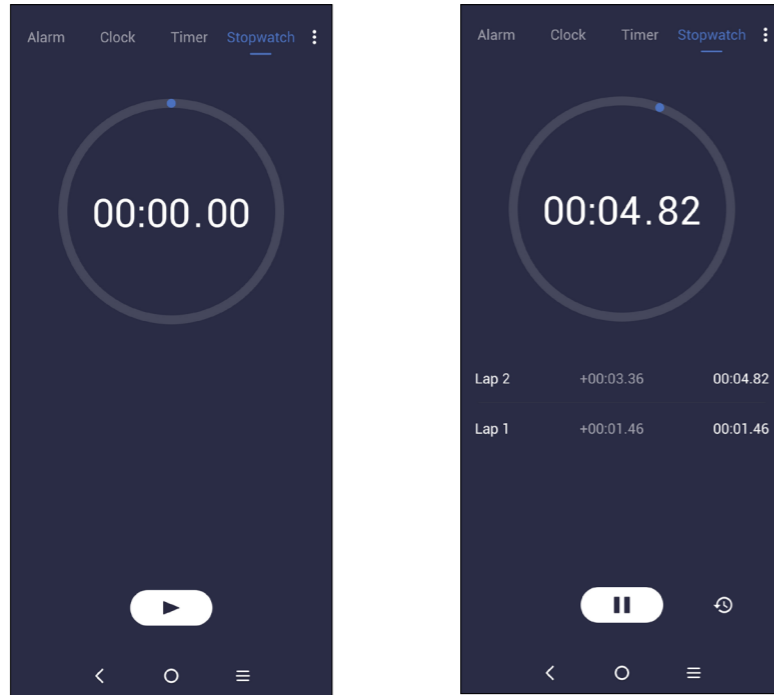 Alarm Clock Timer Stopwatch
00:00.00
Alarm Clock Timer Stopwatch
00:04.82
Lap 2 +00:03.36 00:04.82
Lap 1 +00:01.46 00:01.46